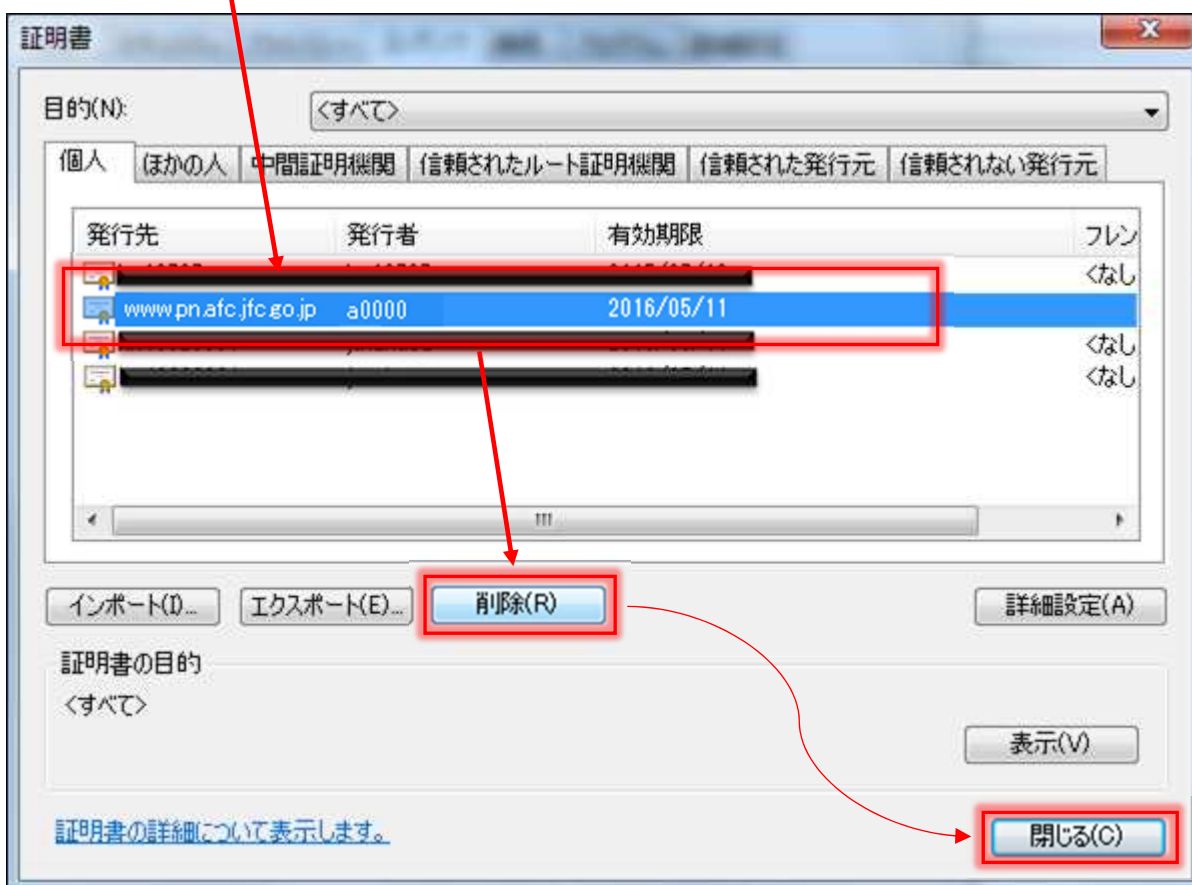 証明書
目的(N):
<すべて>
個人 ほかの人 中間証明機関 信頼されたルート証明機関 信頼された発行元 信頼されない発行元
発行先 発行者 有効期限 フレン
<なし
www.pn.afc.jfc.go.jp a0000 2016/05/11
<なし
<なし
インポート(I)... エクスポート(E)... 削除(R) 詳細設定(A)
証明書の目的
<すべて>
表示(V)
証明書の詳細について表示します。
閉じる(C)